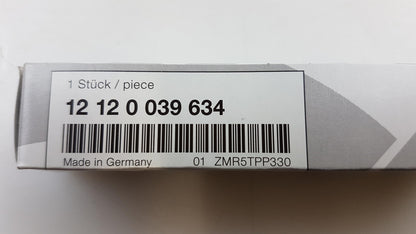 1 Stück / piece
12 12 0 039 634
Made in Germany 01 ZMR5TPP330